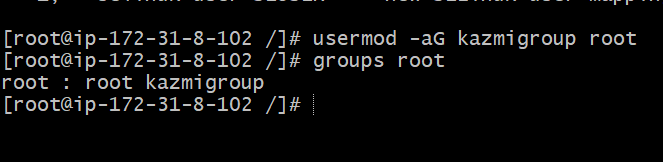 [root@ip-172-31-8-102 /]# usermod -aG kazmigroup root
[root@ip-172-31-8-102 /]# groups root
root : root kazmigroup
[root@ip-172-31-8-102 /]#